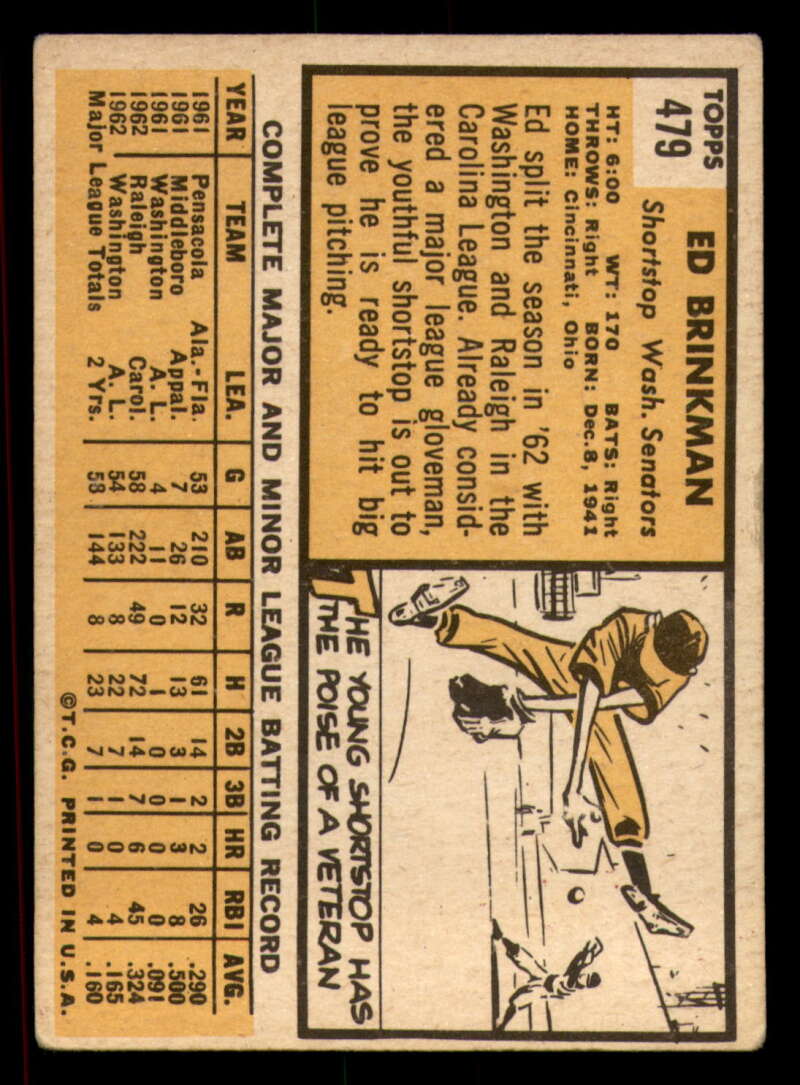 TOPPS
479
ED BRINKMAN
Shortstop Wash. Senators
HT: 6:00 WT: 170 BATS: Right
THROWS: Right BORN: Dec. 8, 1941
HOME: Cincinnati, Ohio
Ed split the season in '62 with
Washington and Raleigh in the
Carolina League. Already consid-
ered a major league gloveman,
the youthful shortstop is out to
prove he is ready to hit big
league pitching.
THE YOUNG SHORTSTOP HAS
THE POISE OF A VETERAN
COMPLETE MAJOR AND MINOR LEAGUE BATTING RECORD
YEAR TEAM LEA. G AB R H 2B 3B HR RBI AVG.
1961 Pensacola Ala.-Fla. 53 210 32 61 14 2 2 26 .290
1961 Middleboro Appal. 7 26 12 13 3 1 3 8 .500
1961 Washington A. L. 4 11 0 1 0 0 0 0 .091
1962 Raleigh Carol. 58 222 49 72 14 7 6 45 .324
1962 Washington A. L. 54 133 8 22 7 1 0 4 .165
Major League Totals 2 Yrs. 58 144 8 23 7 1 0 4 .160
©T.C.G. PRINTED IN U.S.A.